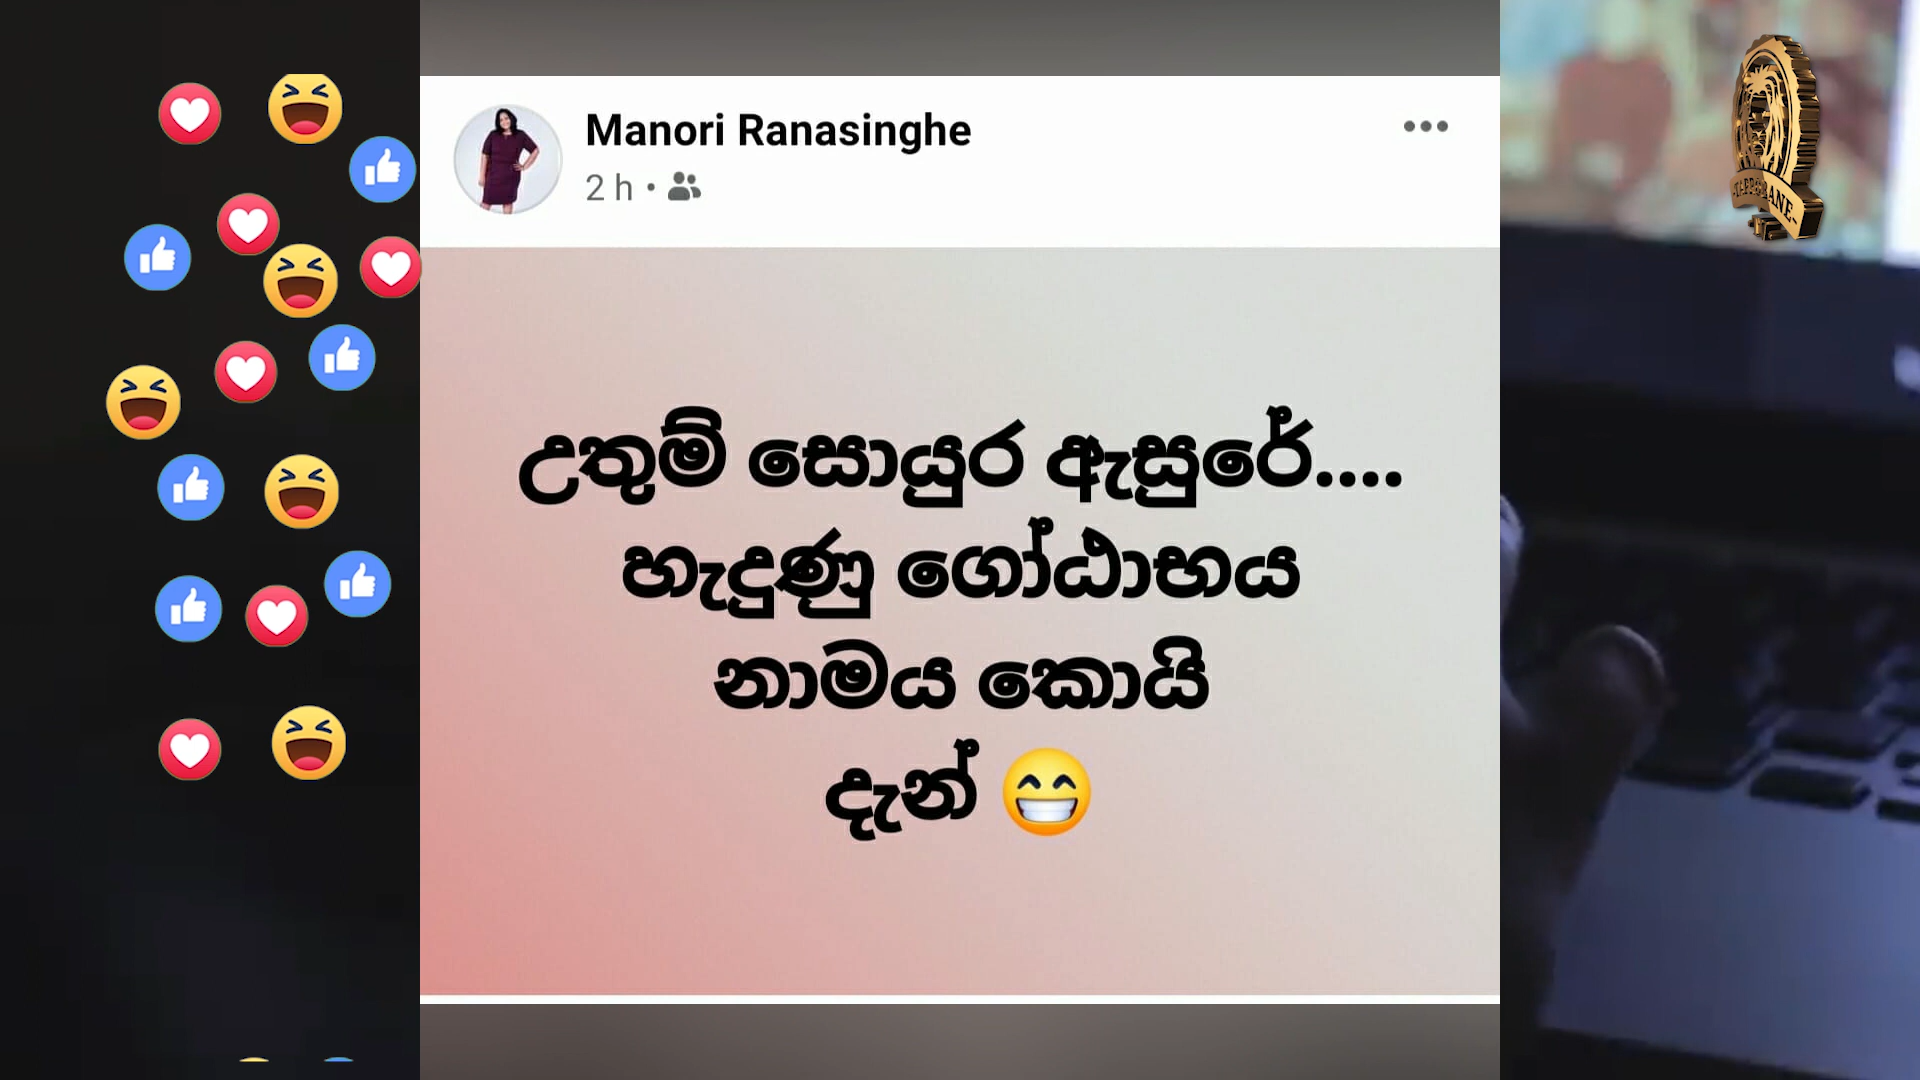 Manori Ranasinghe
2 h •
උතුම් සොයුර ඇසුරේ....
හැදුණු ගෝඨාභය
නාමය කොයි
දැන් 😁